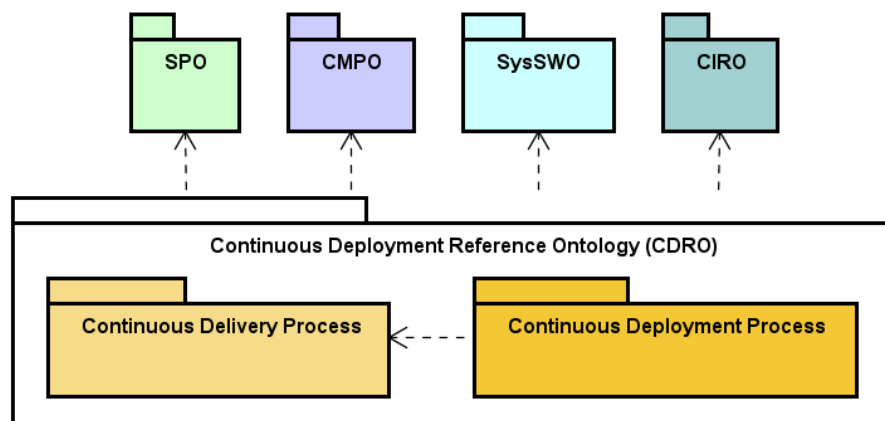 SPO
CMPO
SysSWO
CIRO
Continuous Deployment Reference Ontology (CDRO)
Continuous Delivery Process
Continuous Deployment Process